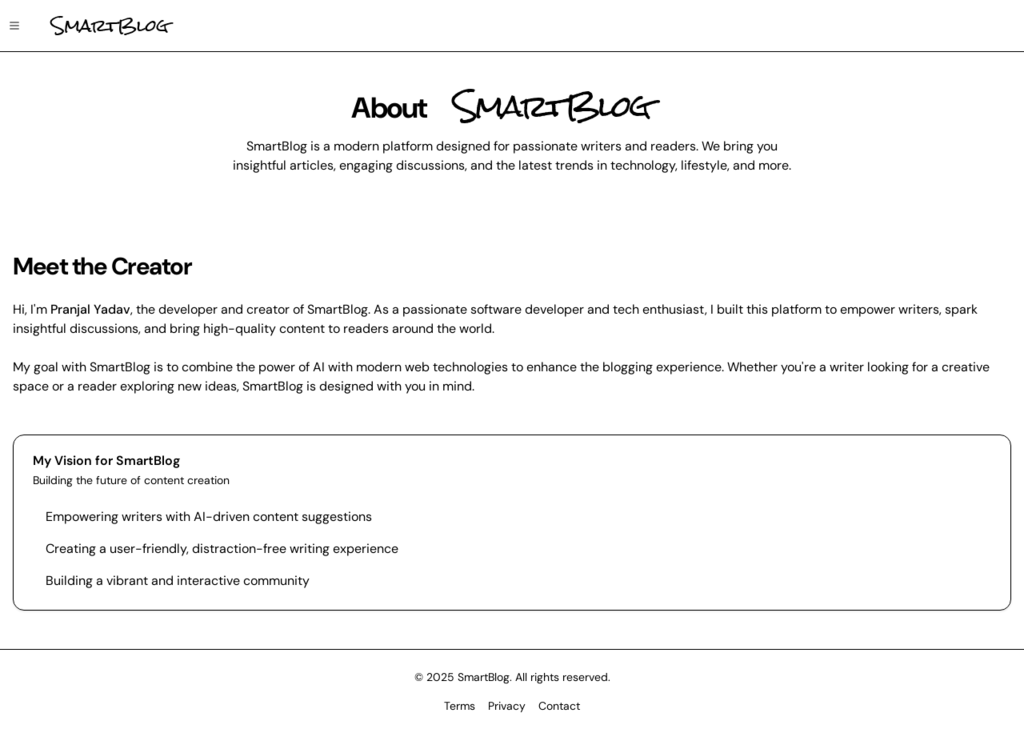 SmartBlog
About SmartBlog
SmartBlog is a modern platform designed for passionate writers and readers. We bring you
insightful articles, engaging discussions, and the latest trends in technology, lifestyle, and more.
Meet the Creator
Hi, I'm Pranjal Yadav, the developer and creator of SmartBlog. As a passionate software developer and tech enthusiast, I built this platform to empower writers, spark
insightful discussions, and bring high-quality content to readers around the world.
My goal with SmartBlog is to combine the power of AI with modern web technologies to enhance the blogging experience. Whether you're a writer looking for a creative
space or a reader exploring new ideas, SmartBlog is designed with you in mind.
My Vision for SmartBlog
Building the future of content creation
Empowering writers with AI-driven content suggestions
Creating a user-friendly, distraction-free writing experience
Building a vibrant and interactive community
© 2025 SmartBlog. All rights reserved.
Terms Privacy Contact